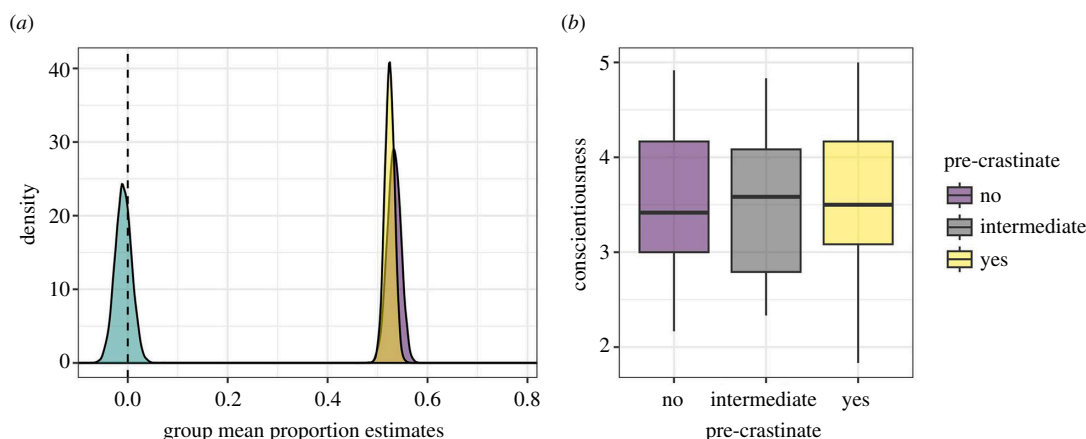 (a)
density
40
30
20
10
0
0.0 0.2 0.4 0.6 0.8
group mean proportion estimates
(b)
conscientiousness
5
4
3
2
no intermediate yes
pre-crastinate
pre-crastinate
no
intermediate
yes